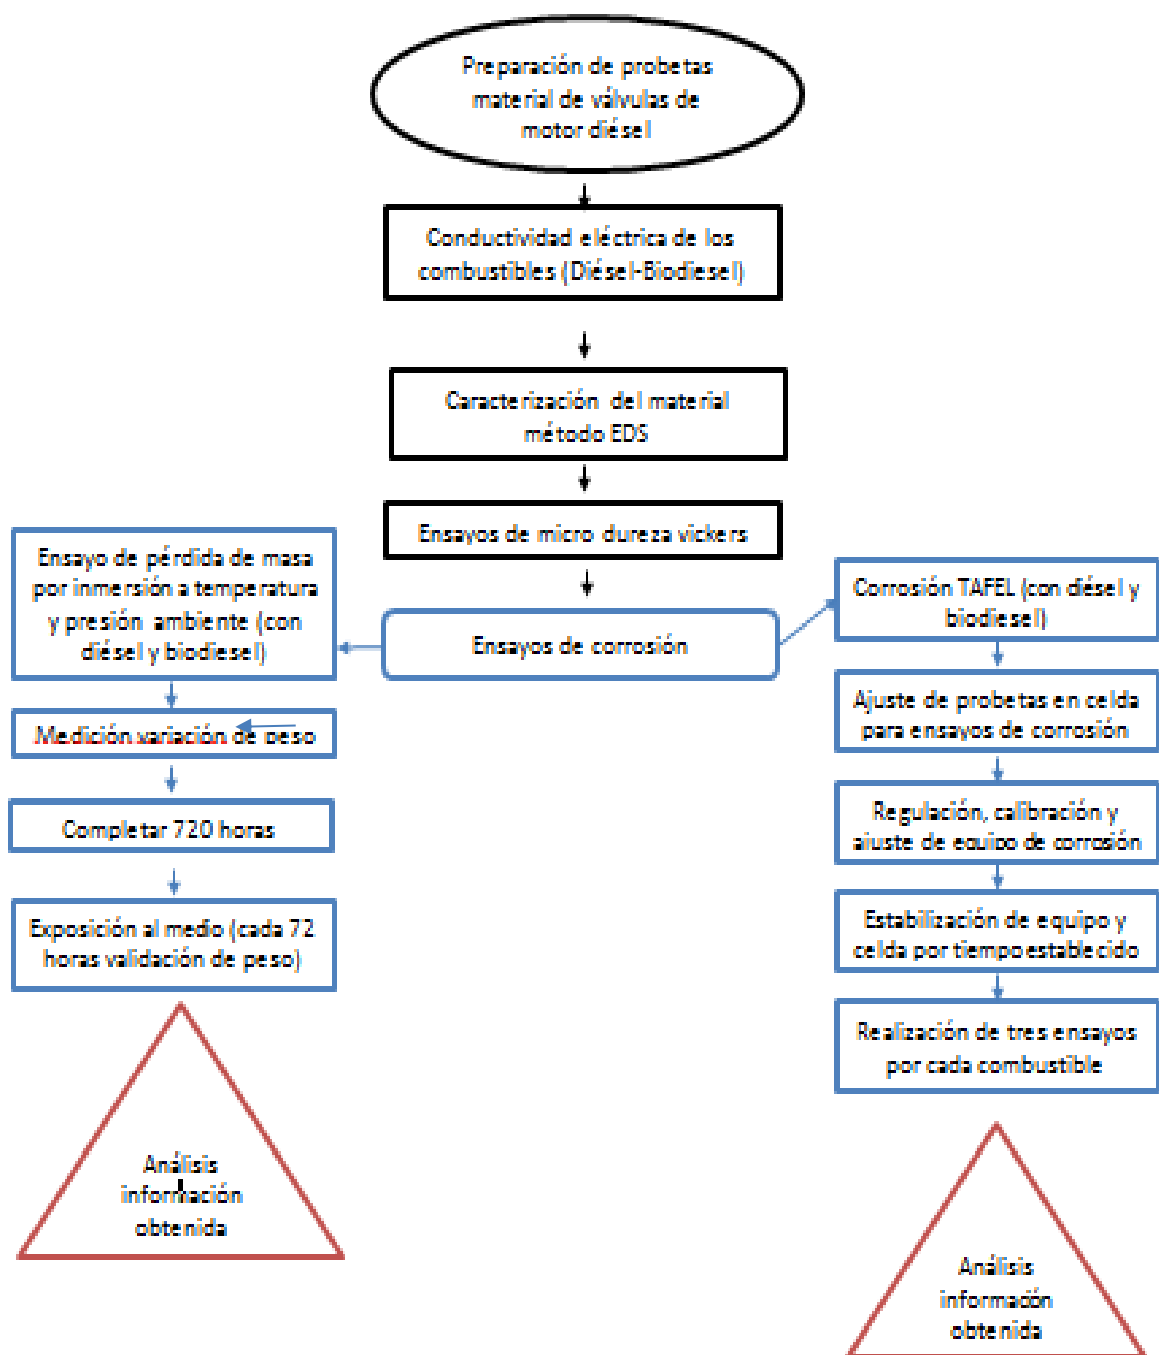 Preparación de probetas
material de válvulas de
motor diésel
Conductividad eléctrica de los
combustibles (Diésel-Biodiesel)
Caracterización del material
método EDS
Ensayos de micro dureza vickers
Ensayos de corrosión
Ensayo de pérdida de masa
por inmersión a temperatura
y presión ambiente (con
diésel y biodiesel)
Medición variación de peso
Completar 720 horas
Exposición al medio (cada 72
horas validación de peso)
Análisis
información
obtenida
Corrosión TAFEL (con diésel y
biodiesel)
Ajuste de probetas en celda
para ensayos de corrosión
Regulación, calibración y
ajuste de equipo de corrosión
Estabilización de equipo y
celda por tiempo establecido
Realización de tres ensayos
por cada combustible
Análisis
información
obtenida